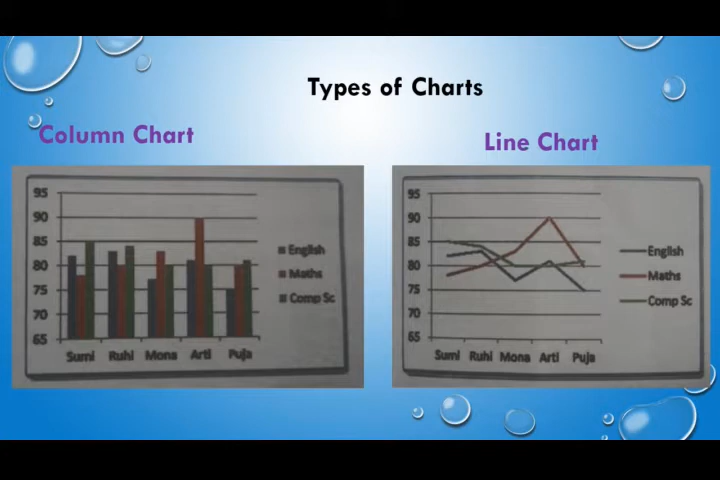 Types of Charts
Column Chart
Line Chart
95
90
85
80
75
70
65
Sumi Ruhi Mona Arti Puja
English
Maths
Comp Sc
95
90
85
80
75
70
65
Sumi Ruhi Mona Arti Puja
English
Maths
Comp Sc